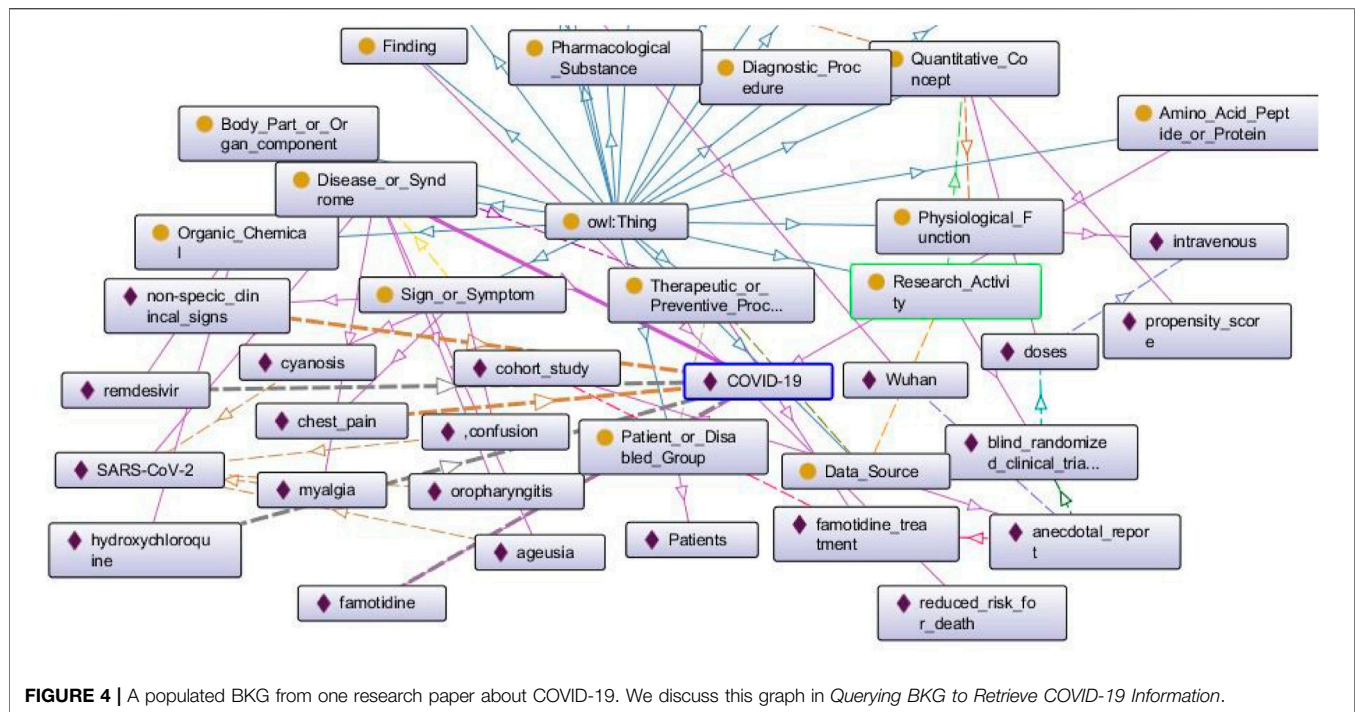 Finding
Pharmacological
_Substance
Diagnostic_Proc
edure
Quantitative_Co
ncept
Amino_Acid_Pept
ide_or_Protein
Body_Part_or_Or
gan_component
Disease_or_Synd
rome
owl:Thing
Organic_Chemica
l
Physiological_F
unction
intravenous
non-specic_clin
incal_signs
Sign_or_Symptom
Therapeutic_or_
Preventive_Proc...
Research_Activi
ty
propensity_scor
e
cyanosis
cohort_study
COVID-19
Wuhan
doses
remdesivir
chest_pain
,confusion
Patient_or_Disa
bled_Group
Data_Source
blind_randomize
d_clinical_tria...
SARS-CoV-2
myalgia
oropharyngitis
hydroxychloroqu
ine
ageusia
Patients
famotidine_trea
tment
anecdotal_repor
t
famotidine
reduced_risk_fo
r_death
FIGURE 4 | A populated BKG from one research paper about COVID-19. We discuss this graph in Querying BKG to Retrieve COVID-19 Information.